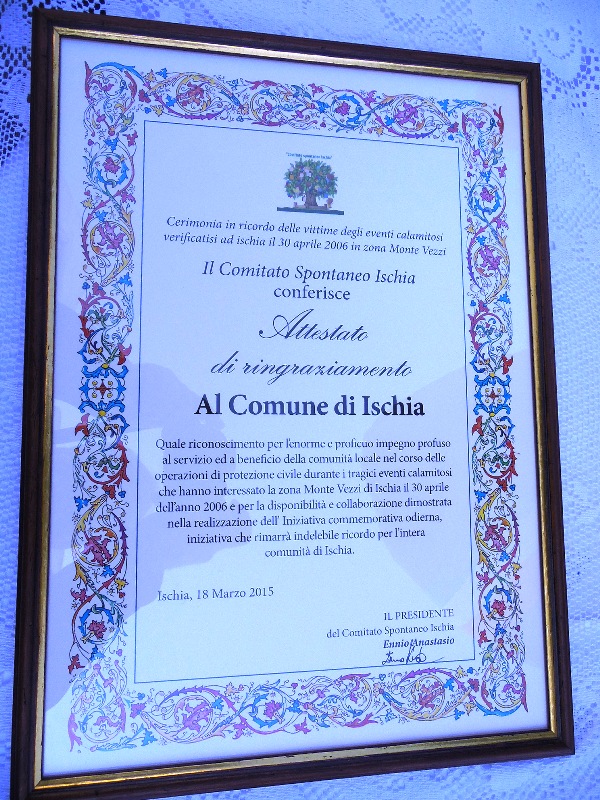 Cerimonia in ricordo delle vittime degli eventi calamitosi
verificatisi ad ischia il 30 aprile 2006 in zona Monte Vezzi
Il Comitato Spontaneo Ischia
conferisce
Attestato
di ringraziamento
Al Comune di Ischia
Quale riconoscimento per l'enorme e proficuo impegno profuso
al servizio ed a beneficio della comunità locale nel corso delle
operazioni di protezione civile durante i tragici eventi calamitosi
che hanno interessato la zona Monte Vezzi di Ischia il 30 aprile
dell'anno 2006 e per la disponibilità e collaborazione dimostrata
nella realizzazione dell' Iniziativa commemorativa odierna,
iniziativa che rimarrà indelebile ricordo per l'intera
comunità di Ischia.
Ischia, 18 Marzo 2015
IL PRESIDENTE
del Comitato Spontaneo Ischia
Ennio Anastasio